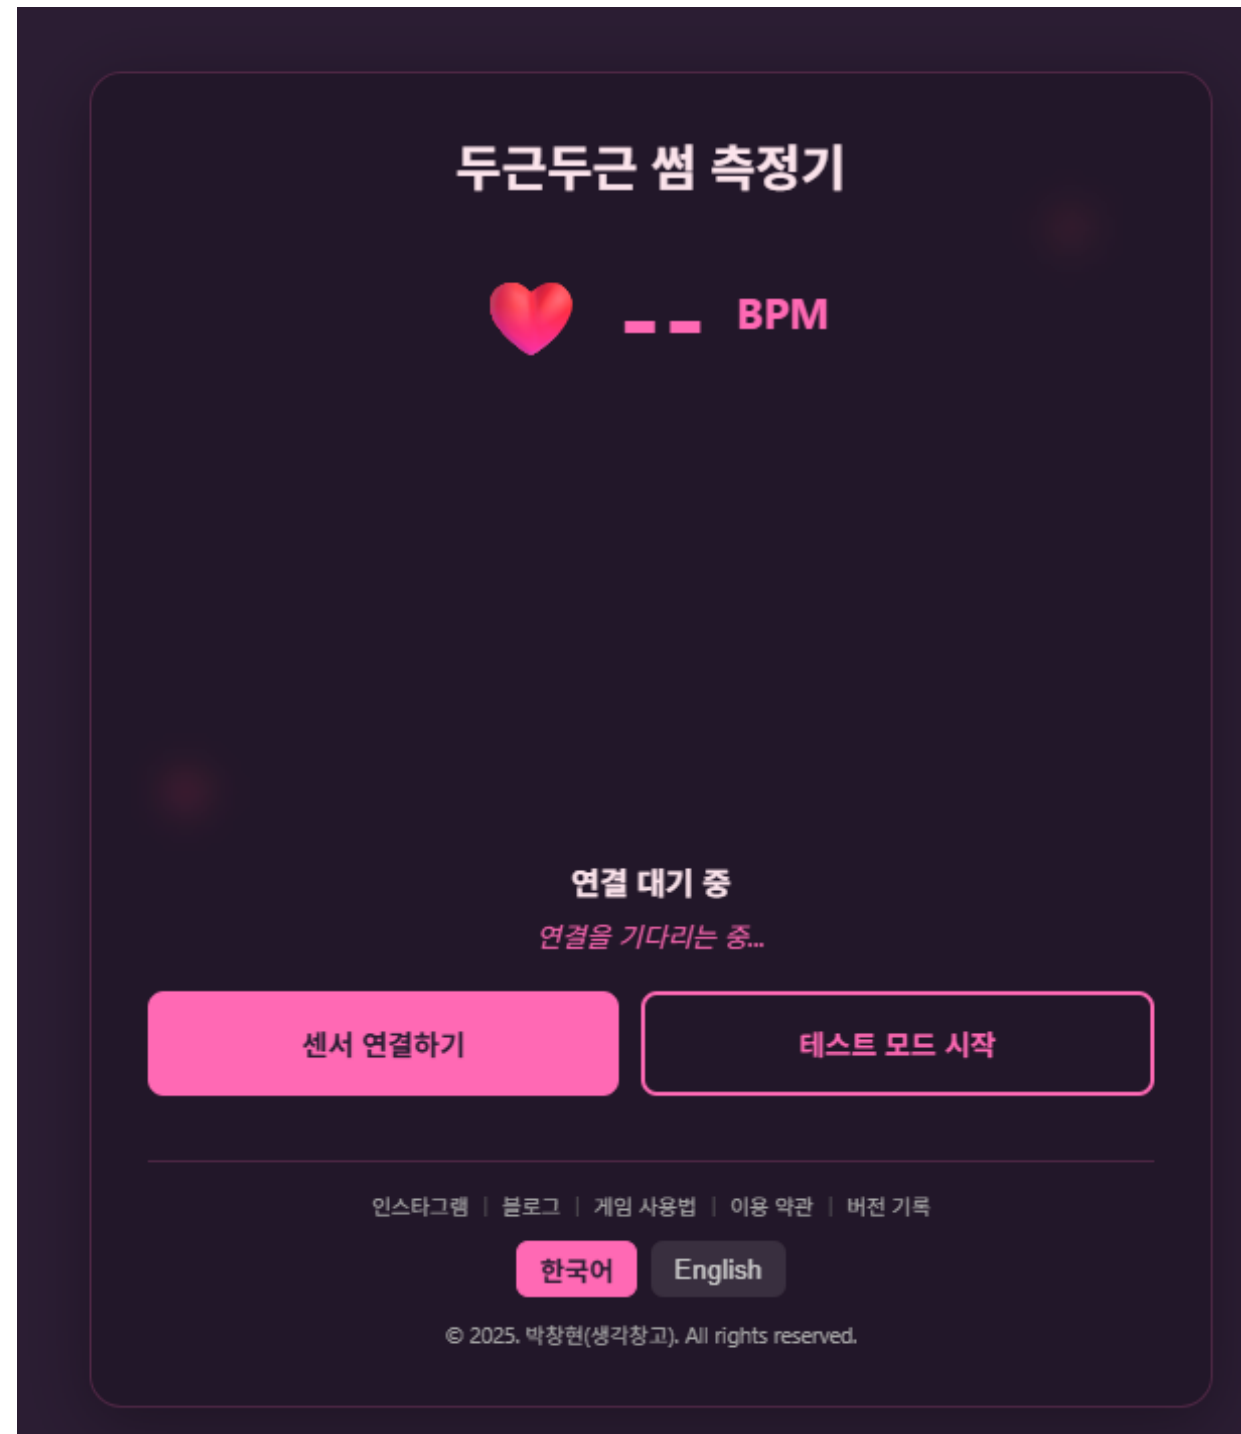 두근두근 썸 측정기
-- BPM
연결 대기 중
연결을 기다리는 중...
센서 연결하기 테스트 모드 시작
인스타그램 | 블로그 | 게임 사용법 | 이용 약관 | 버전 기록
한국어 English
© 2025. 박창현(생각창고). All rights reserved.